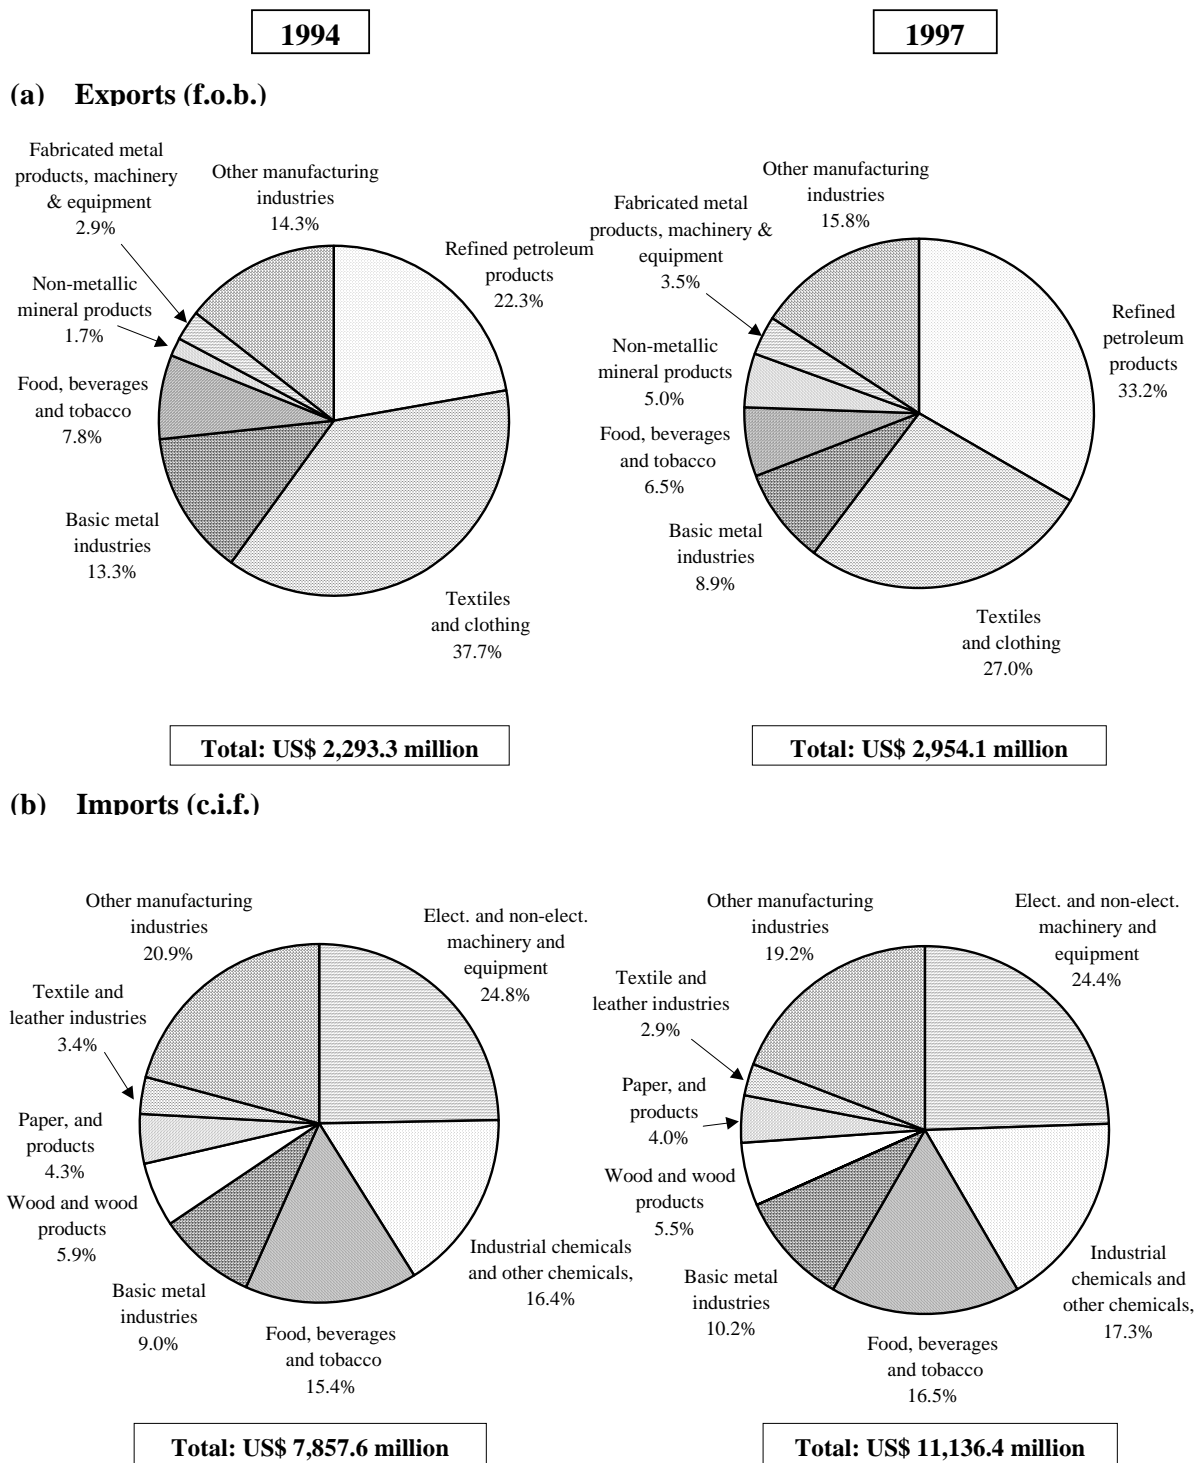 1994
1997
(a) Exports (f.o.b.)
Fabricated metal
products, machinery
& equipment
2.9%
Other manufacturing
industries
14.3%
Refined petroleum
products
22.3%
Non-metallic
mineral products
1.7%
Food, beverages
and tobacco
7.8%
Basic metal
industries
13.3%
Textiles
and clothing
37.7%
Total: US$ 2,293.3 million
Other manufacturing
industries
15.8%
Fabricated metal
products, machinery &
equipment
3.5%
Refined
petroleum
products
33.2%
Non-metallic
mineral products
5.0%
Food, beverages
and tobacco
6.5%
Basic metal
industries
8.9%
Textiles
and clothing
27.0%
Total: US$ 2,954.1 million
(b) Imports (c.i.f.)
Other manufacturing
industries
20.9%
Elect. and non-elect.
machinery and
equipment
24.8%
Textile and
leather industries
3.4%
Paper, and
products
4.3%
Wood and wood
products
5.9%
Basic metal
industries
9.0%
Food, beverages
and tobacco
15.4%
Industrial chemicals
and other chemicals,
16.4%
Total: US$ 7,857.6 million
Other manufacturing
industries
19.2%
Elect. and non-elect.
machinery and
equipment
24.4%
Textile and
leather industries
2.9%
Paper, and
products
4.0%
Wood and wood
products
5.5%
Basic metal
industries
10.2%
Food, beverages
and tobacco
16.5%
Industrial
chemicals and
other chemicals,
17.3%
Total: US$ 11,136.4 million